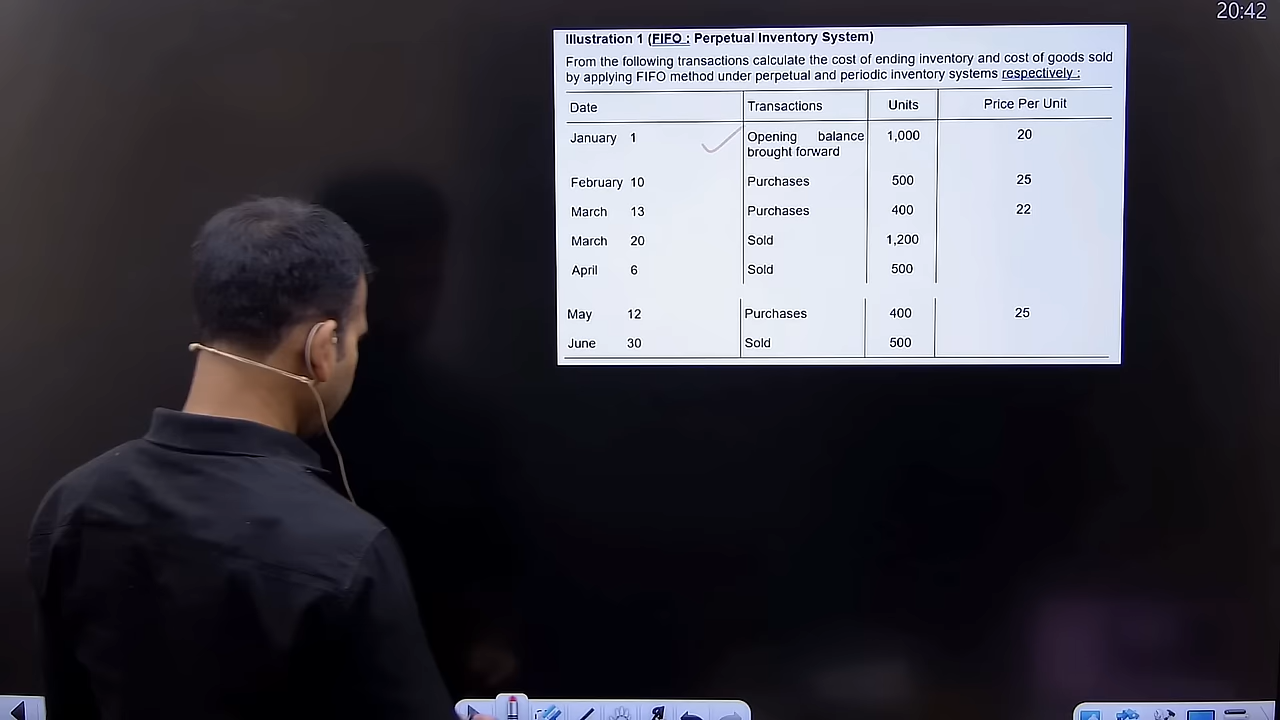 20:42
Illustration 1 (FIFO : Perpetual Inventory System)
From the following transactions calculate the cost of ending inventory and cost of goods sold
by applying FIFO method under perpetual and periodic inventory systems respectively :
Date Transactions Units Price Per Unit
January 1 Opening balance 1,000 20
brought forward
February 10 Purchases 500 25
March 13 Purchases 400 22
March 20 Sold 1,200
April 6 Sold 500
May 12 Purchases 400 25
June 30 Sold 500